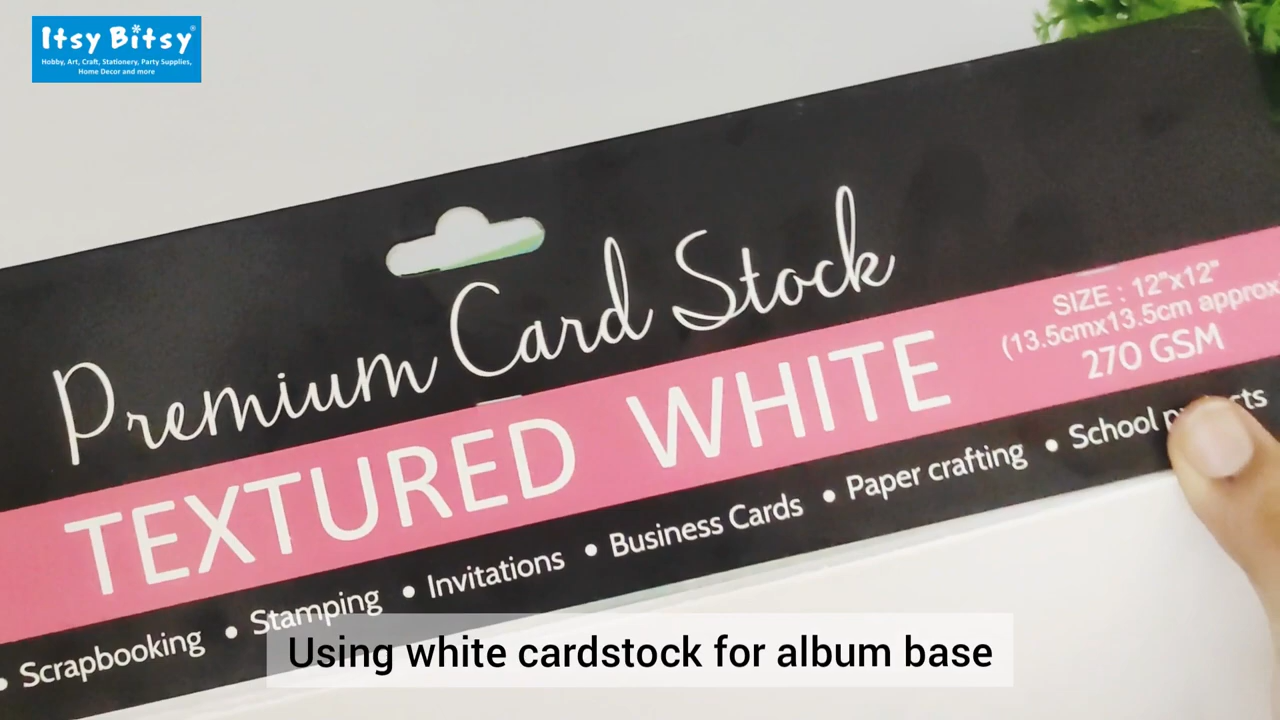 Itsy Bitsy®
Hobby, Art, Craft, Stationery, Party Supplies,
Home Decor and more
Premium Card Stock
TEXTURED WHITE
SIZE : 12"x12"
(13.5cmx13.5cm approx
270 GSM
• Scrapbooking • Stamping • Invitations • Business Cards • Paper crafting • School
Using white cardstock for album base